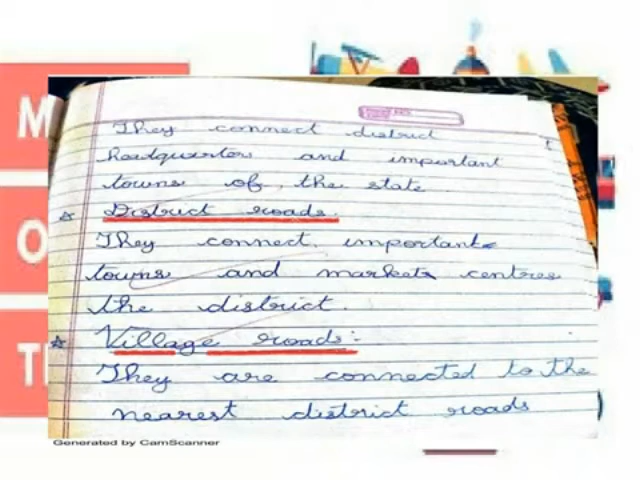 M
O
T
They connect district
headquarters and important
towns of, the state
☆ District roads.
They connect. important
towns and market centres
the district.
☆ Village roads:-
They are connected to the
nearest district roads
Generated by CamScanner